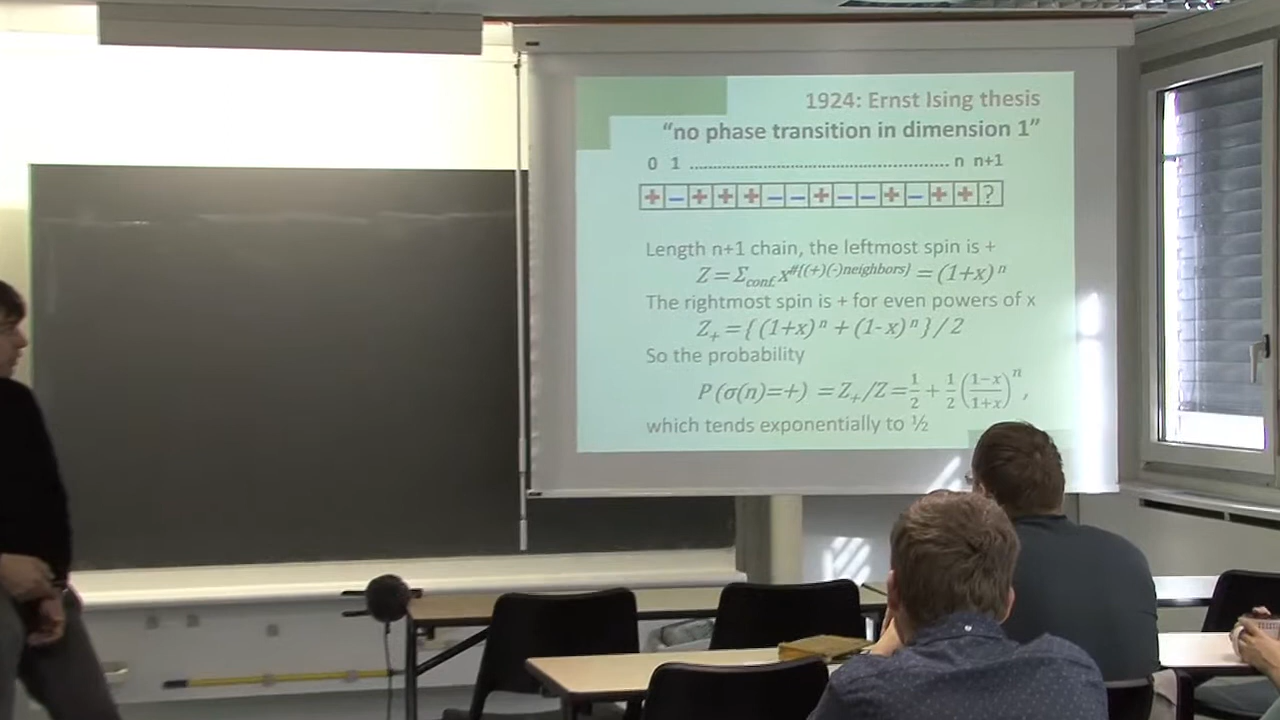 1924: Ernst Ising thesis
“no phase transition in dimension 1”
0 1 ........................................................ n n+1
+ − + + + − − + − − + − + + ?
Length n+1 chain, the leftmost spin is +
Z = Σ_conf. x^#{(+)(-)neighbors} = (1+x)^n
The rightmost spin is + for even powers of x
Z₊ = { (1+x)^n + (1-x)^n } / 2
So the probability
P (σ(n)=+) = Z₊/Z = 1/2 + 1/2 ((1−x)/(1+x))^n ,
which tends exponentially to ½